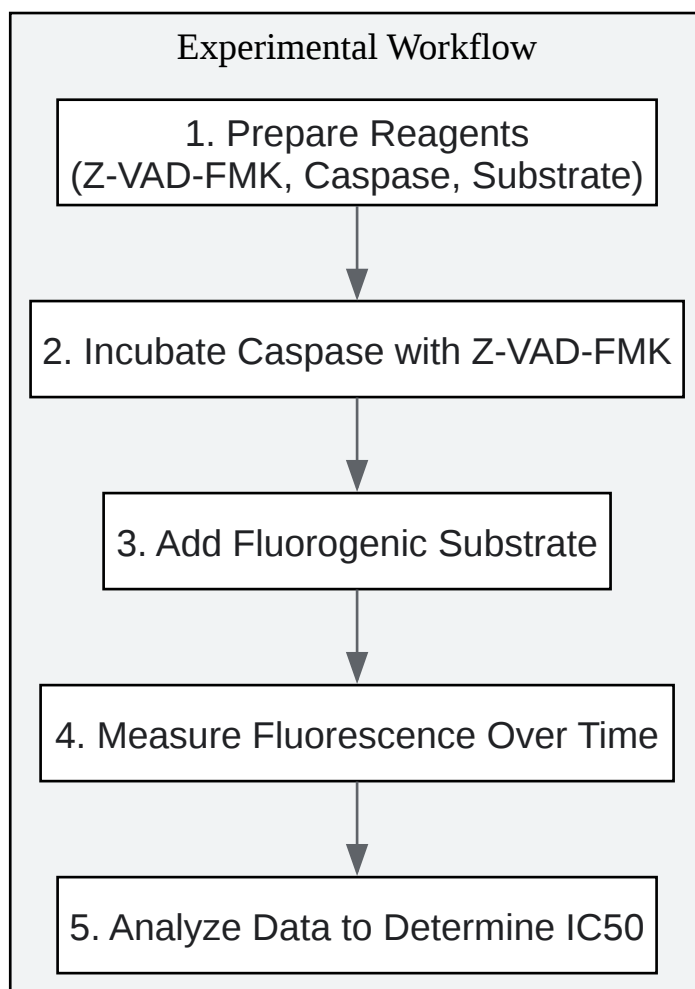 Experimental Workflow
1. Prepare Reagents
(Z-VAD-FMK, Caspase, Substrate)
2. Incubate Caspase with Z-VAD-FMK
3. Add Fluorogenic Substrate
4. Measure Fluorescence Over Time
5. Analyze Data to Determine IC50